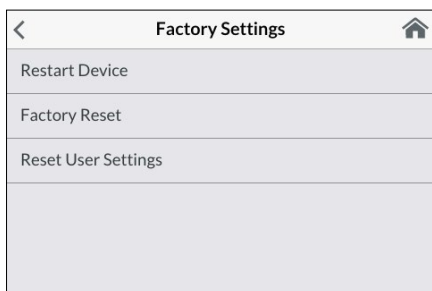 Factory Settings
Restart Device
Factory Reset
Reset User Settings